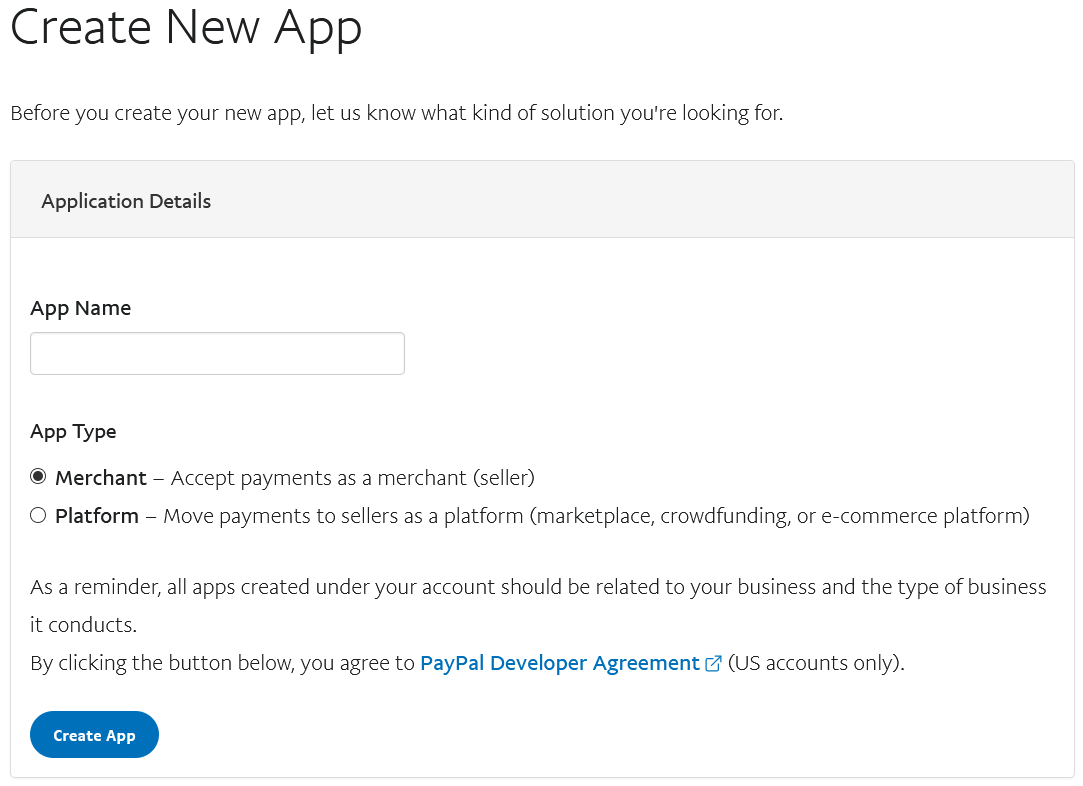 Create New App
Before you create your new app, let us know what kind of solution you're looking for.
Application Details
App Name
App Type
Merchant – Accept payments as a merchant (seller)
Platform – Move payments to sellers as a platform (marketplace, crowdfunding, or e-commerce platform)
As a reminder, all apps created under your account should be related to your business and the type of business
it conducts.
By clicking the button below, you agree to PayPal Developer Agreement (US accounts only).
Create App